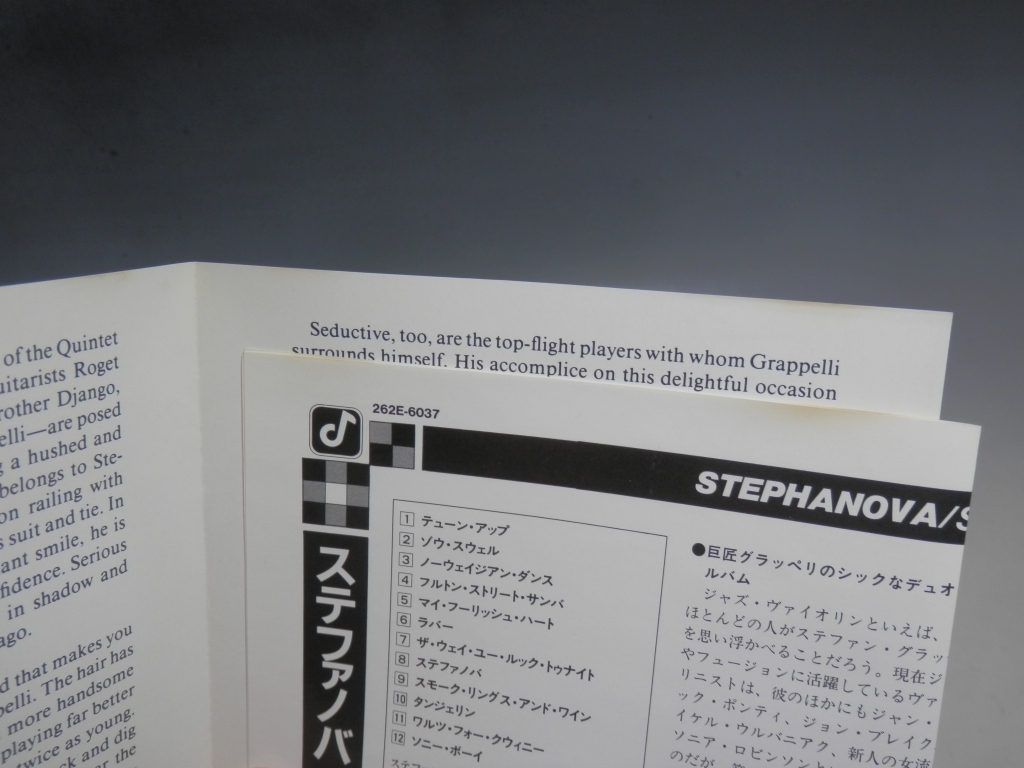 of the Quintet
uitarists Roget
rother Django,
elli—are posed
g a hushed and
belongs to Ste-
on railing with
s suit and tie. In
ant smile, he is
fidence. Serious
in shadow and
ago.
d that makes you
pelli. The hair has
more handsome
playing far better
twice as young.
ck and dig
or the
Seductive, too, are the top-flight players with whom Grappelli
surrounds himself. His accomplice on this delightful occasion
262E-6037
STEPHANOVA/S
ステファノバ
1 テューン・アップ
2 ゾウ・スウェル
3 ノーウェイジアン・ダンス
4 フルトン・ストリート・サンバ
5 マイ・フーリッシュ・ハート
6 ラバー
7 ザ・ウェイ・ユー・ルック・トゥナイト
8 ステファノバ
9 スモーク・リングス・アンド・ワイン
10 タンジェリン
11 ワルツ・フォー・クウィニー
12 ソニー・ボーイ
ステフ
●巨匠グラッペリのシックなデュオ
ルバム
ジャズ・ヴァイオリンといえば、
ほとんどの人がステファン・グラッ
を思い浮かべることだろう。現在ジ
やフュージョンに活躍しているヴァ
リニストは、彼のほかにもジャン・
ック・ポンティ、ジョン・ブレイク
イケル・ウルバニアク、新人の女流
ソニア・ロビンソンと
のだが